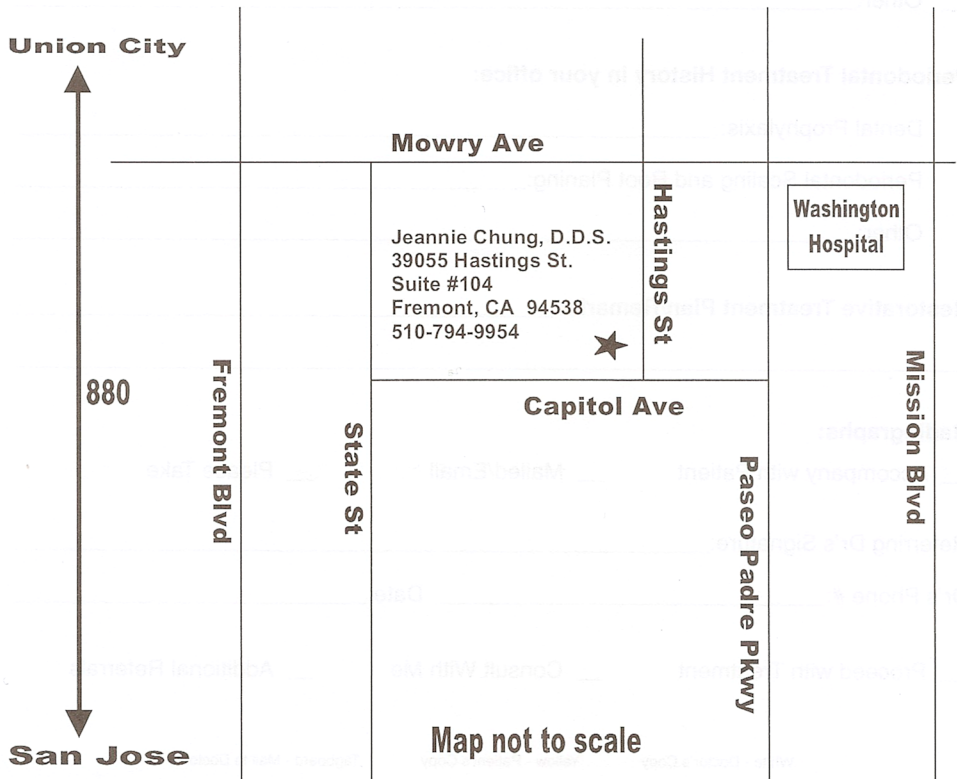 Union City
Mowry Ave
Washington
Hospital
Hastings St
Jeannie Chung, D.D.S.
39055 Hastings St.
Suite #104
Fremont, CA 94538
510-794-9954
880
Fremont Blvd
State St
Capitol Ave
Mission Blvd
Paseo Padre Pkwy
San Jose
Map not to scale